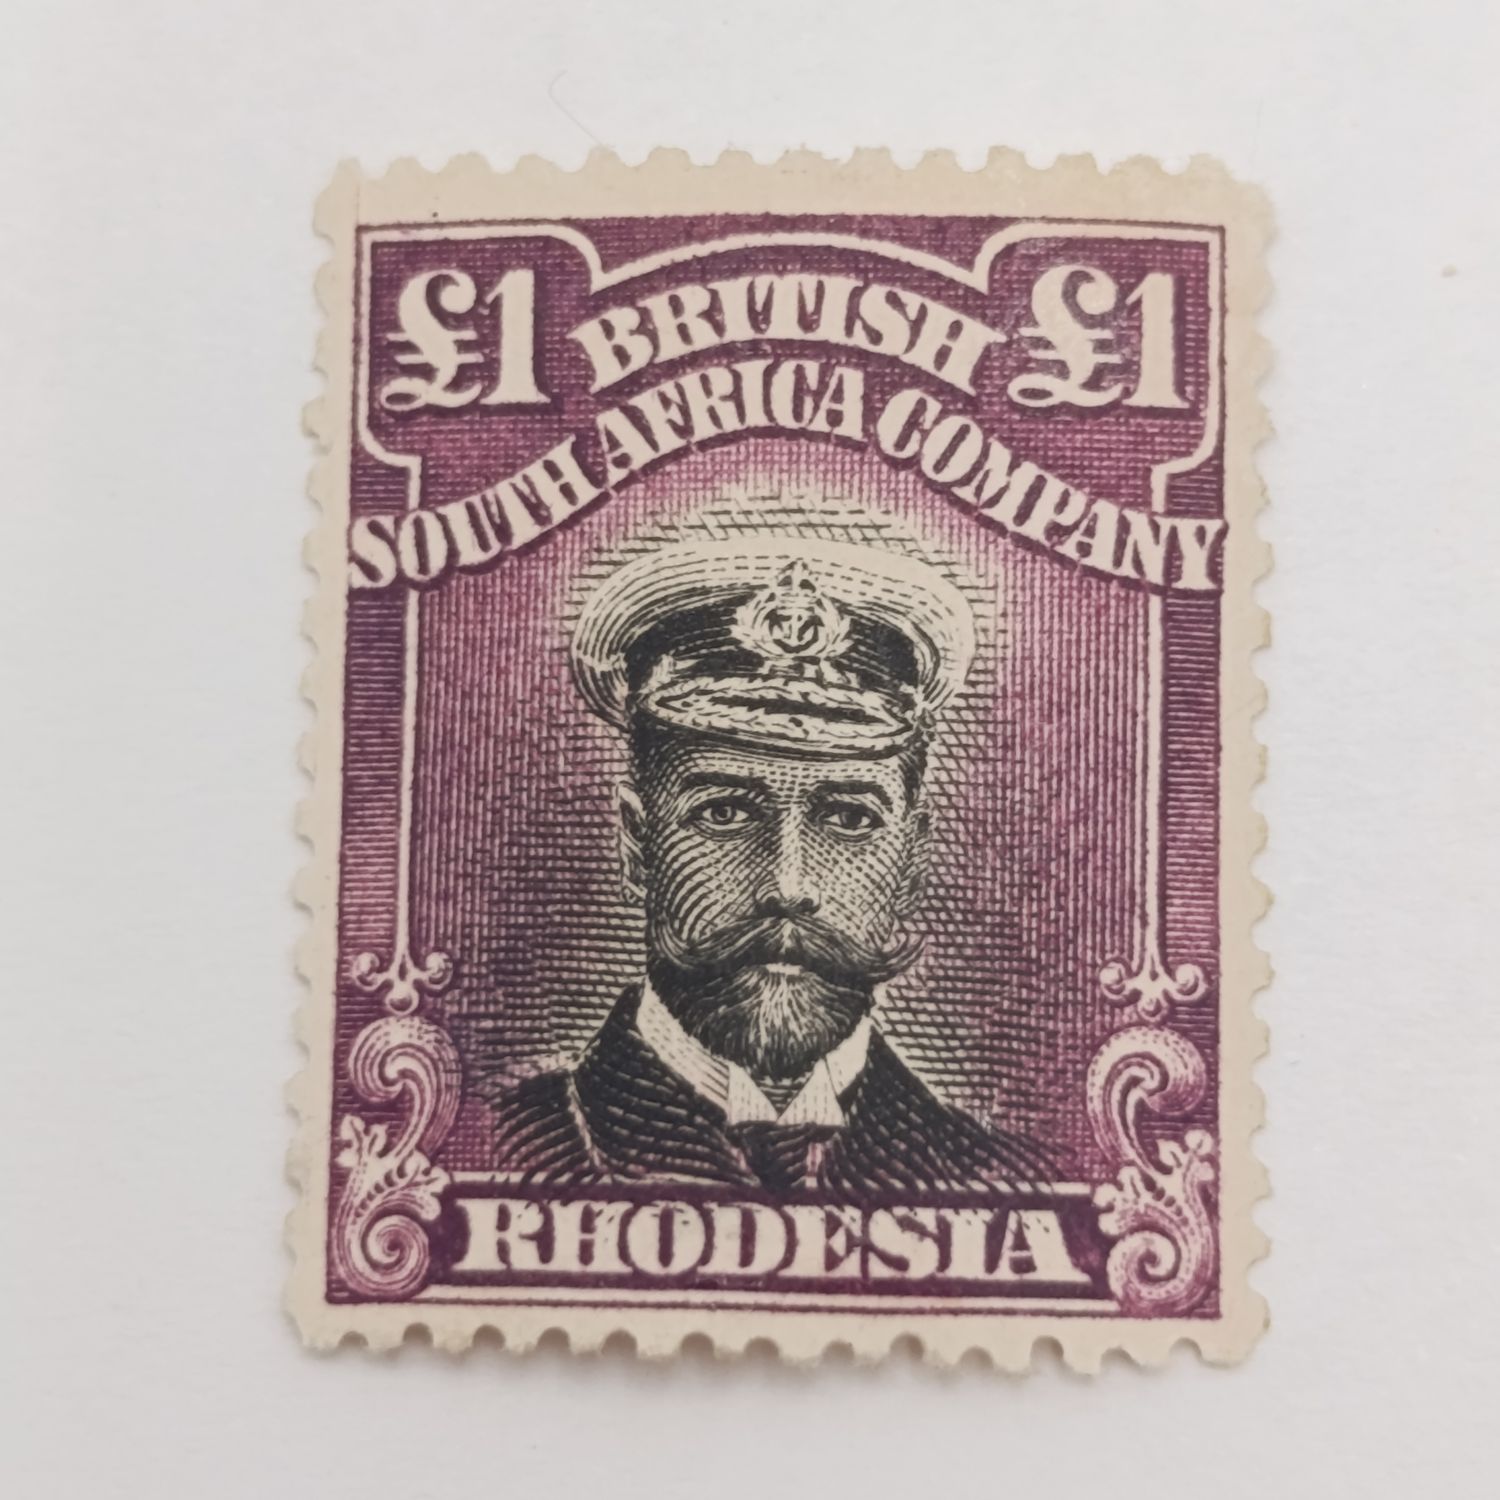 £1 BRITISH £1
SOUTH AFRICA COMPANY
RHODESIA